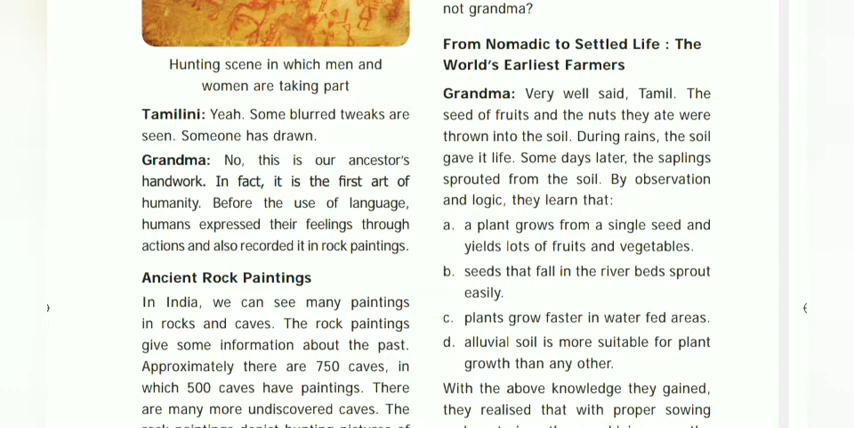 Hunting scene in which men and
women are taking part
Tamilini: Yeah. Some blurred tweaks are
seen. Someone has drawn.
Grandma: No, this is our ancestor's
handwork. In fact, it is the first art of
humanity. Before the use of language,
humans expressed their feelings through
actions and also recorded it in rock paintings.
Ancient Rock Paintings
In India, we can see many paintings
in rocks and caves. The rock paintings
give some information about the past.
Approximately there are 750 caves, in
which 500 caves have paintings. There
are many more undiscovered caves. The
not grandma?
From Nomadic to Settled Life : The
World's Earliest Farmers
Grandma: Very well said, Tamil. The
seed of fruits and the nuts they ate were
thrown into the soil. During rains, the soil
gave it life. Some days later, the saplings
sprouted from the soil. By observation
and logic, they learn that:
a. a plant grows from a single seed and
yields lots of fruits and vegetables.
b. seeds that fall in the river beds sprout
easily.
c. plants grow faster in water fed areas.
d. alluvial soil is more suitable for plant
growth than any other.
With the above knowledge they gained,
they realised that with proper sowing